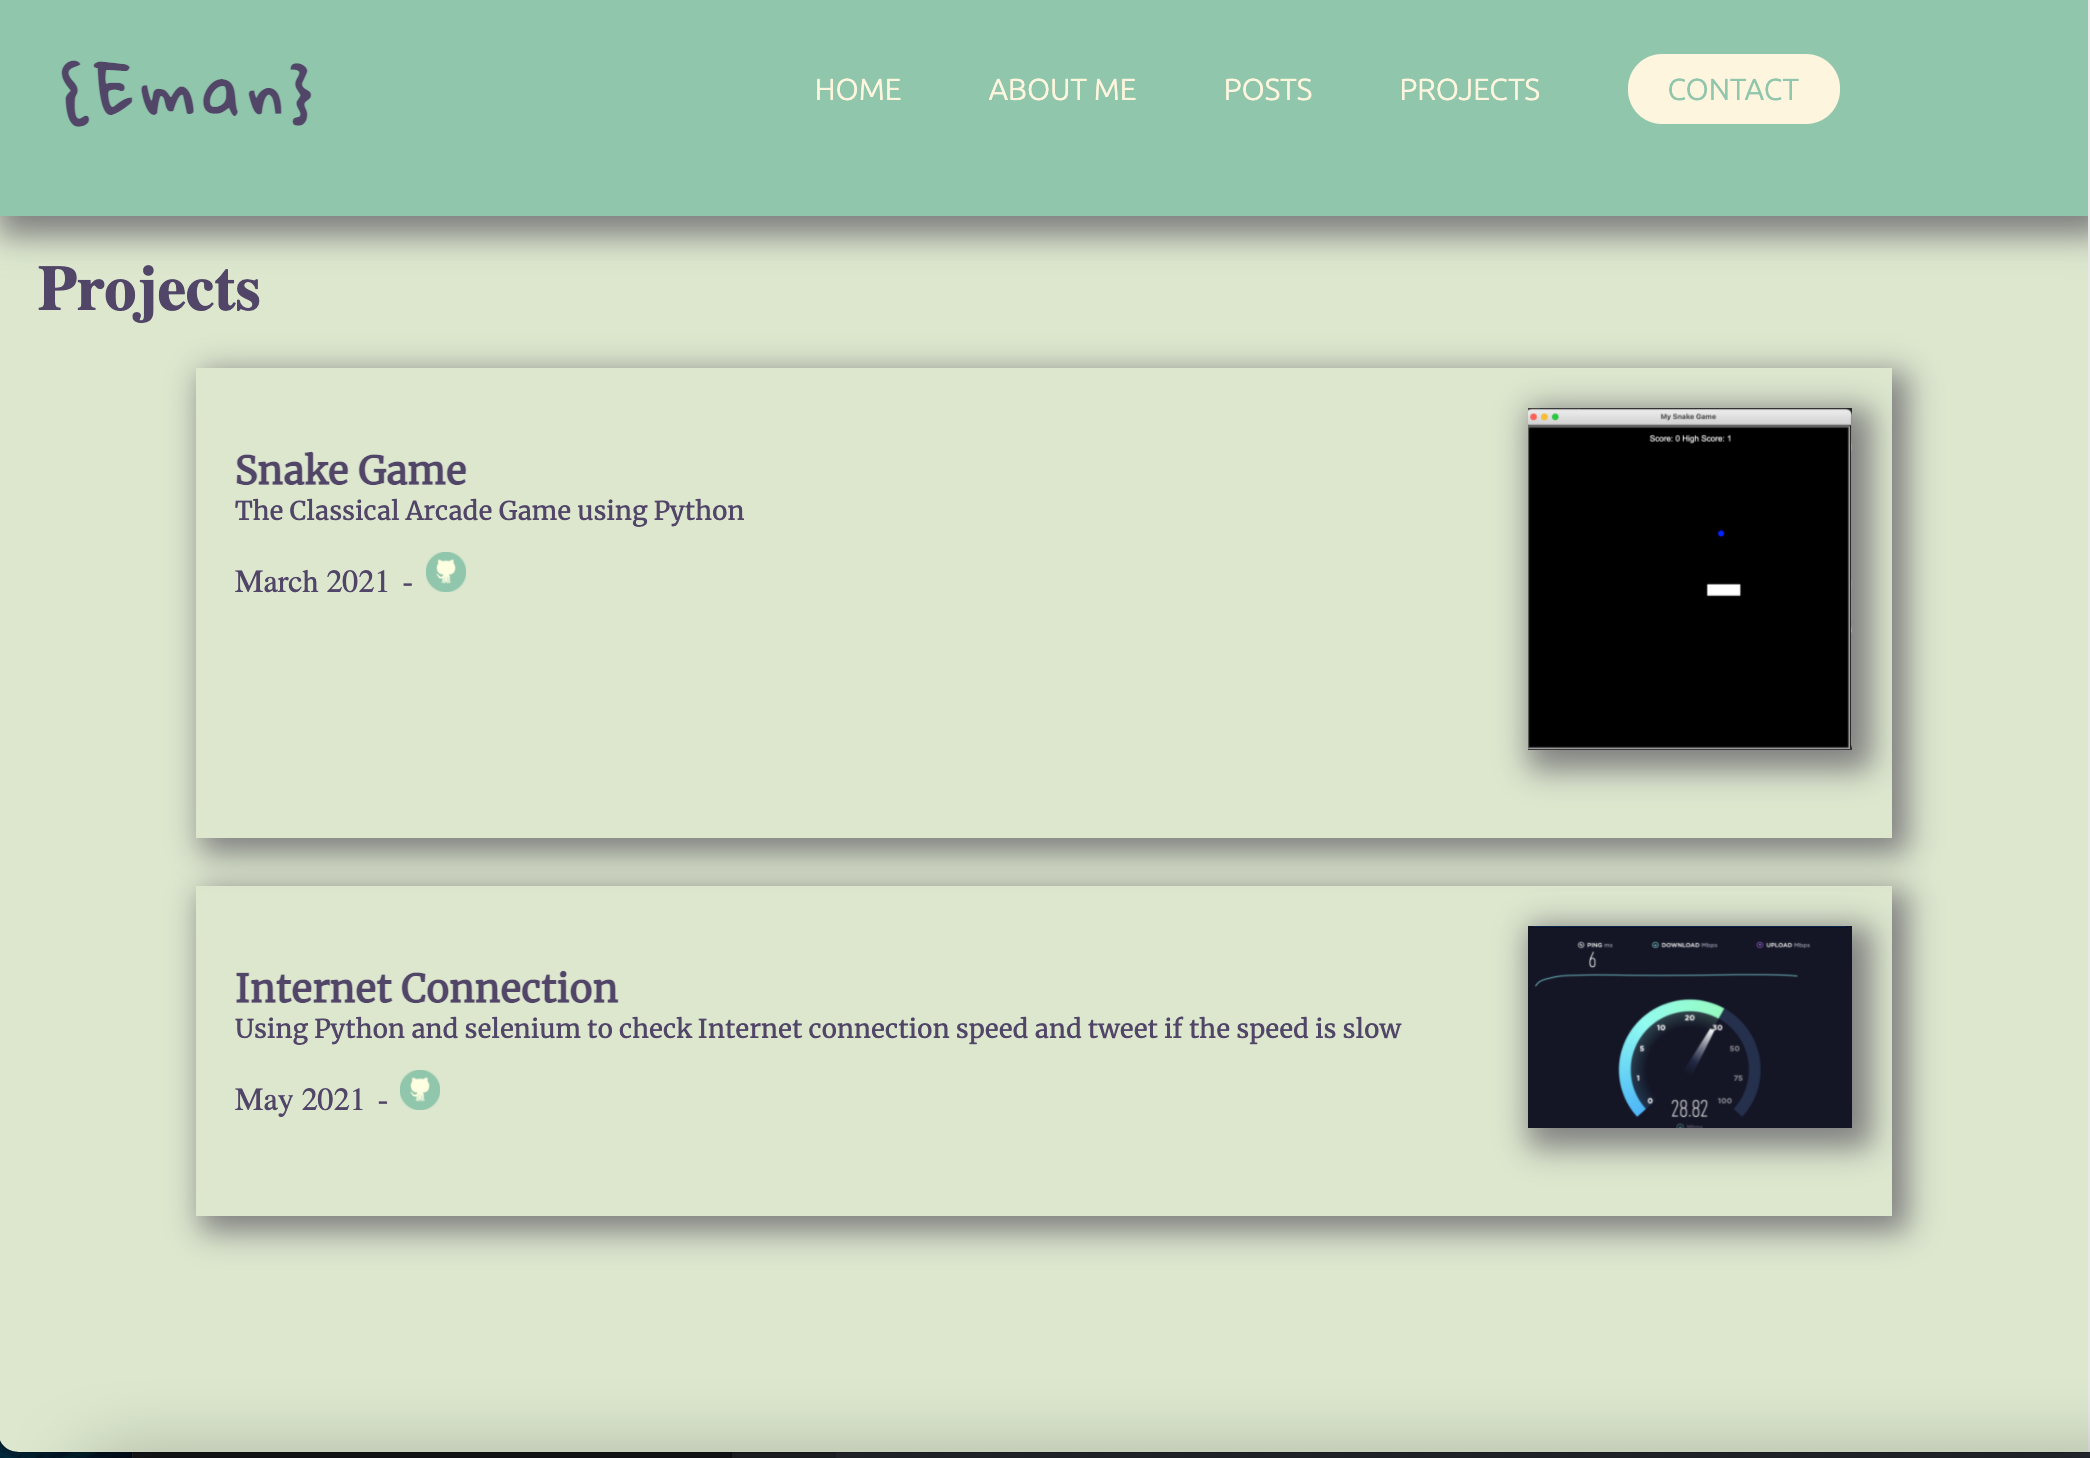 {Eman}
HOME ABOUT ME POSTS PROJECTS CONTACT
Projects
Snake Game
The Classical Arcade Game using Python
March 2021 -
My Snake Game
Score: 0 High Score: 1
Internet Connection
Using Python and selenium to check Internet connection speed and tweet if the speed is slow
May 2021 -
PING ms DOWNLOAD Mbps UPLOAD Mbps
6
0 1 5 10 20 30 50 75 100
28.82